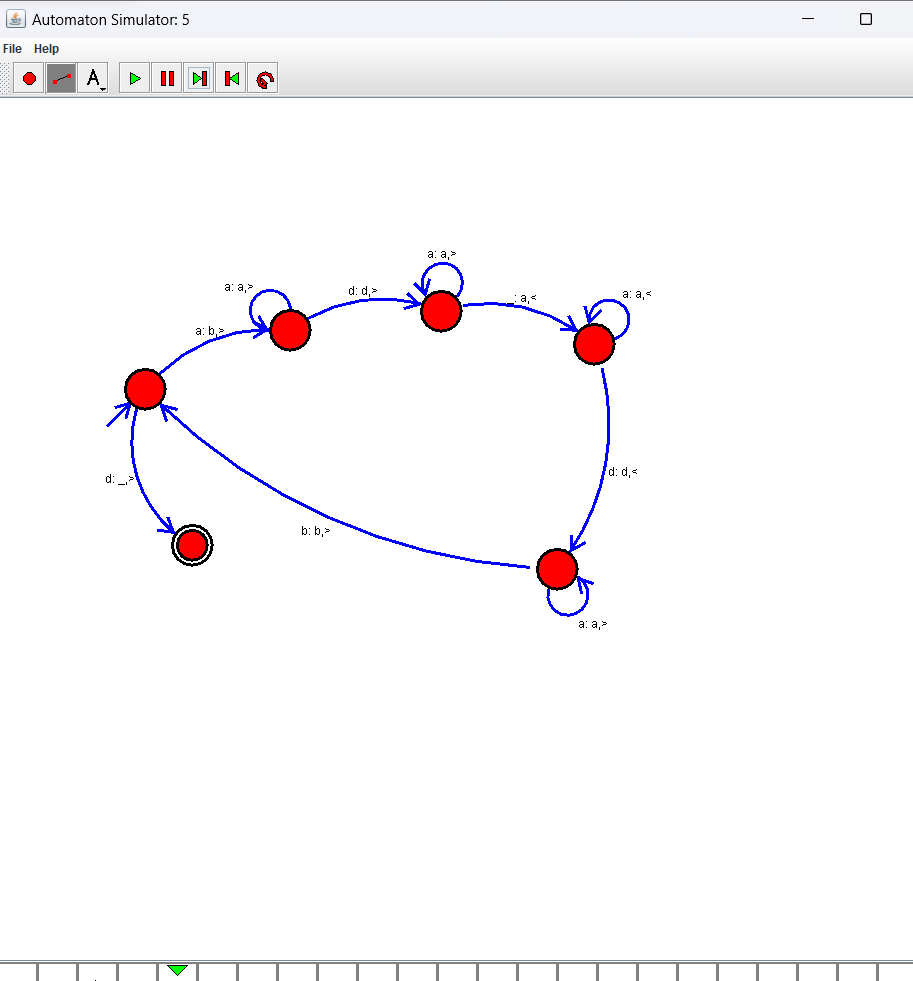 Automaton Simulator: 5
File Help
A
a: a,>
a: a,>
d: d,>
a: a,<
: a,<
a: b,>
d: d,<
d: _,>
b: b,>
a: a,>